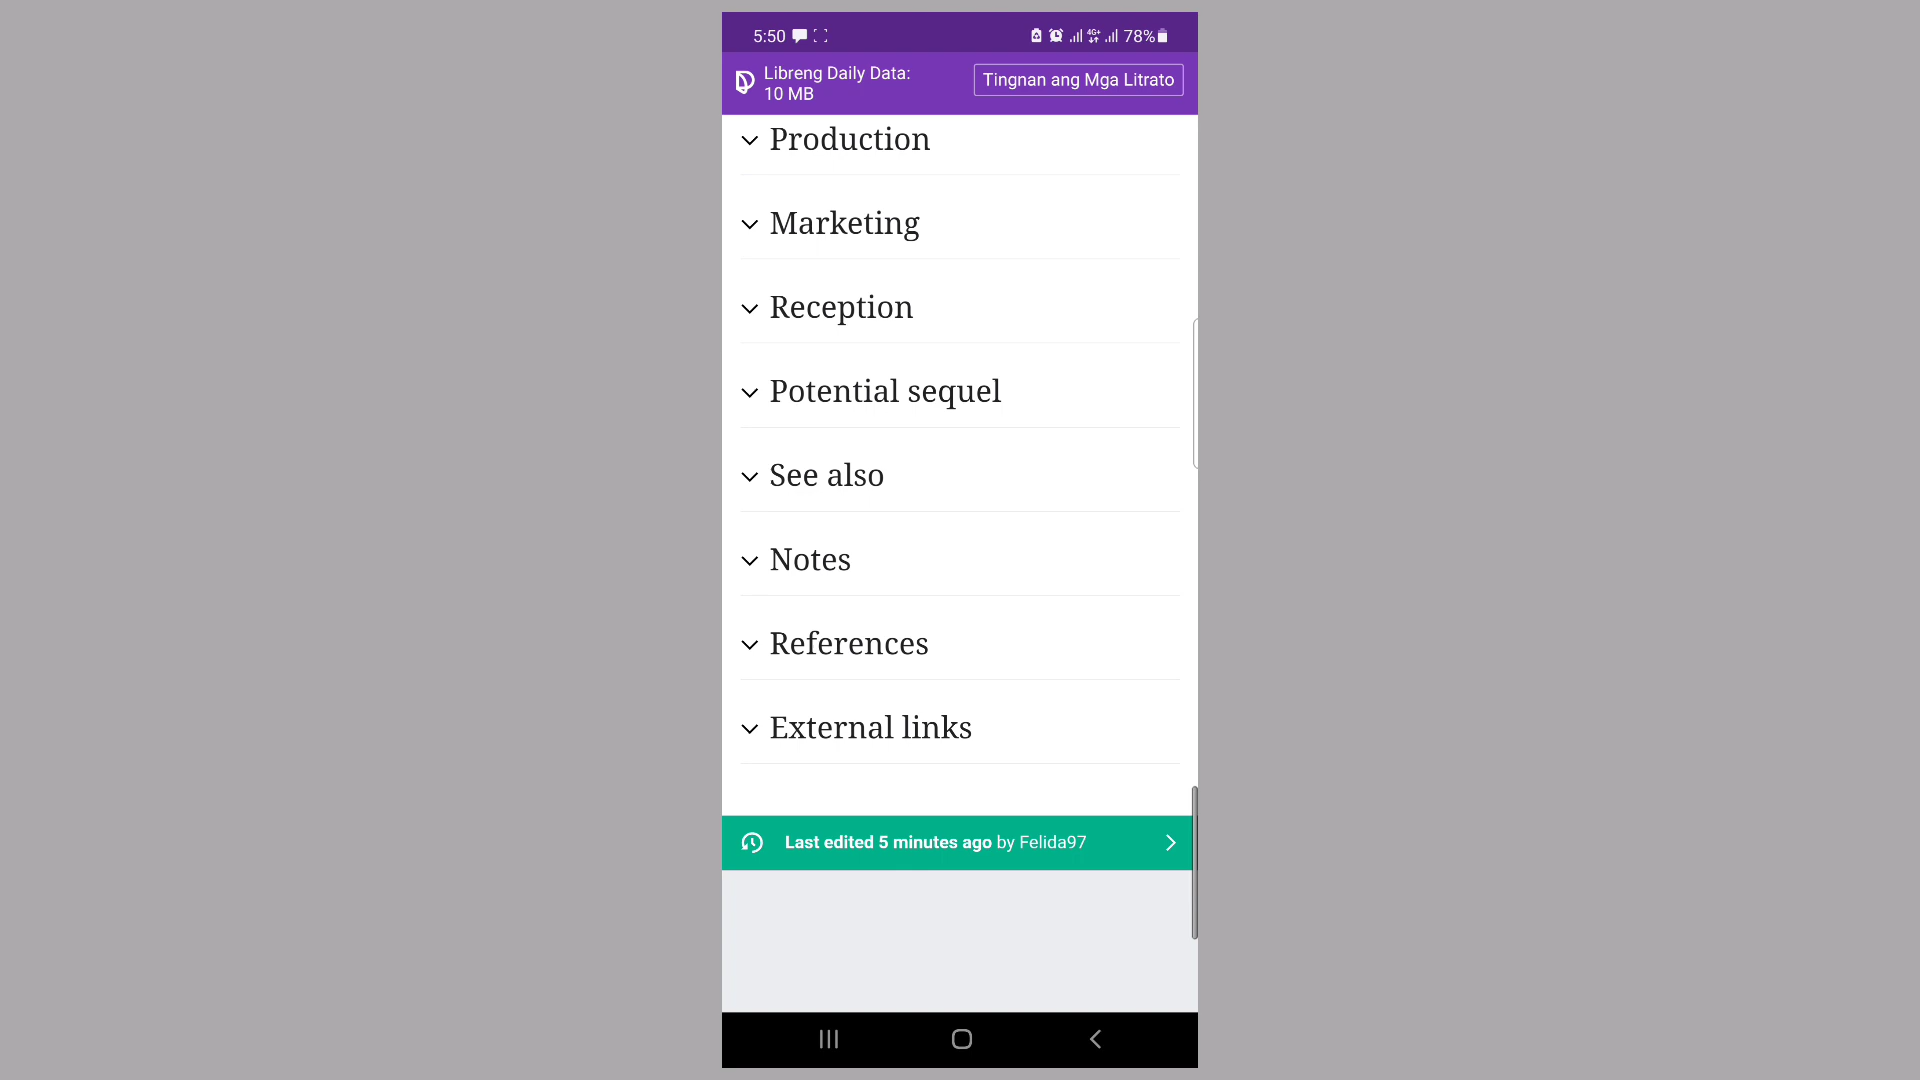 5:50
4G+
78%
Libreng Daily Data:
10 MB
Tingnan ang Mga Litrato
Production
Marketing
Reception
Potential sequel
See also
Notes
References
External links
Last edited 5 minutes ago by Felida97